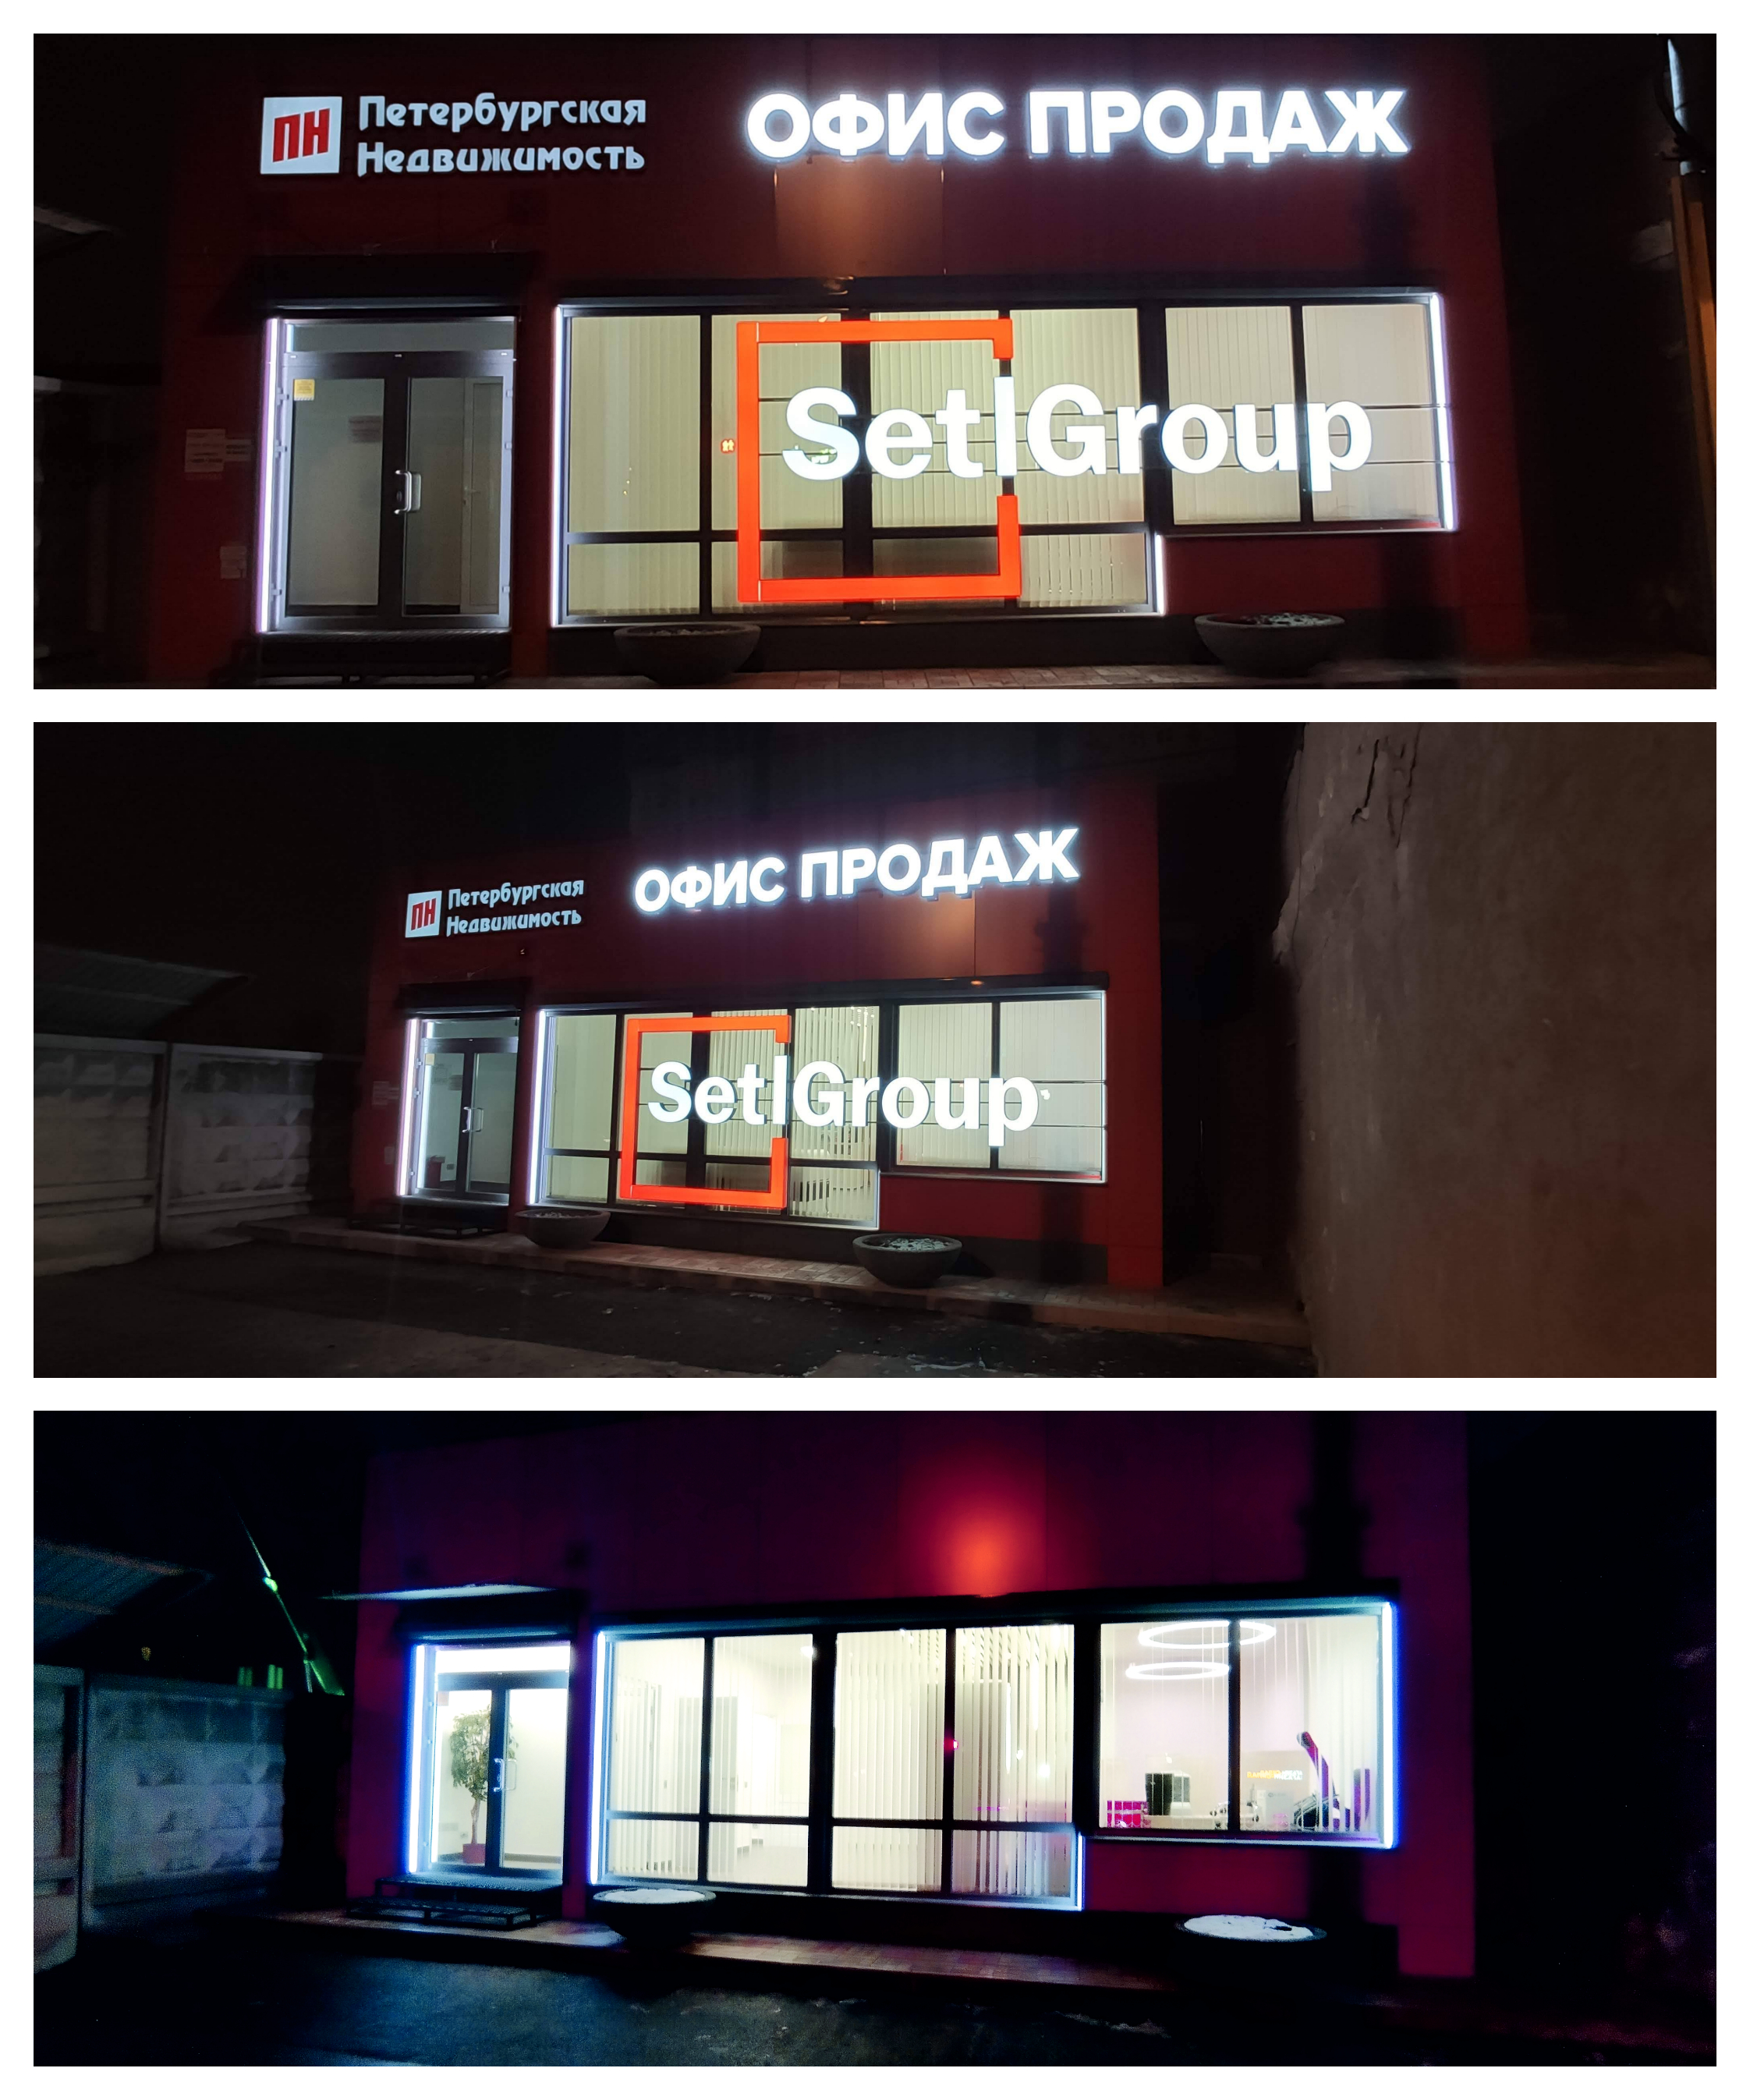 ПН
Петербургская
Недвижимость
ОФИС ПРОДАЖ
Setl Group
ПН
Петербургская
Недвижимость
ОФИС ПРОДАЖ
Setl Group